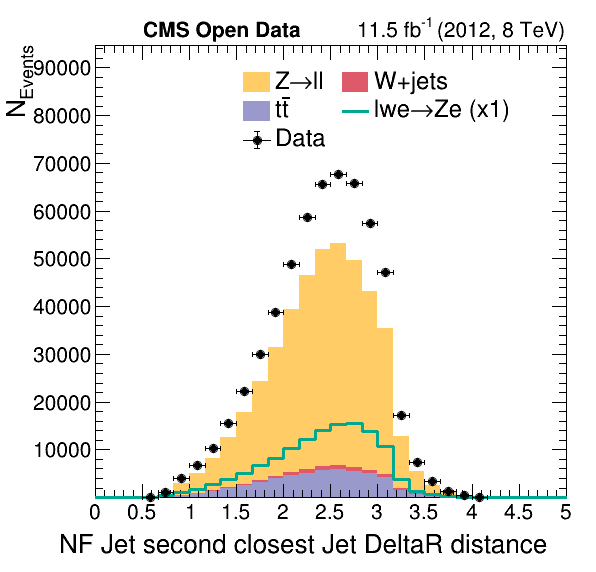 CMS Open Data 11.5 fb⁻¹ (2012, 8 TeV)
N_Events
90000
80000
70000
60000
50000
40000
30000
20000
10000
Z→ll W+jets
tt̄ lwe→Ze (x1)
Data
0 0.5 1 1.5 2 2.5 3 3.5 4 4.5 5
NF Jet second closest Jet DeltaR distance